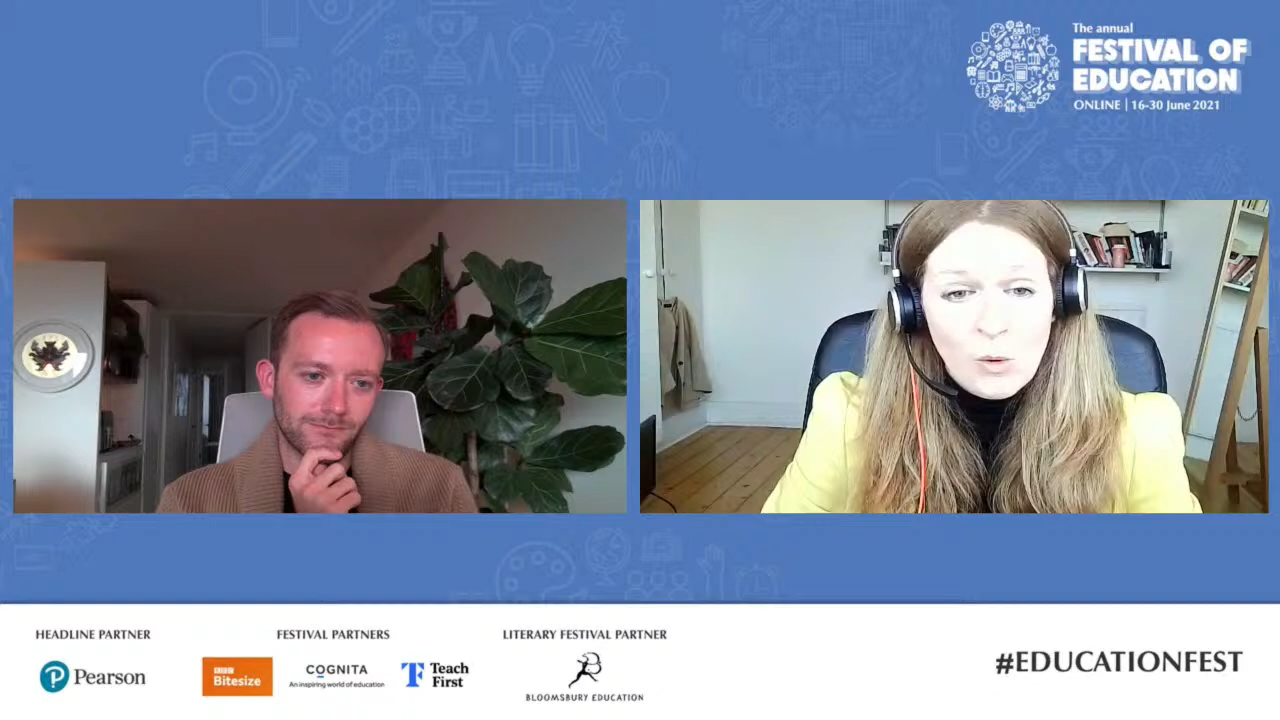 The annual
FESTIVAL OF
EDUCATION
ONLINE | 16-30 June 2021
HEADLINE PARTNER
FESTIVAL PARTNERS
LITERARY FESTIVAL PARTNER
Pearson
BBC
Bitesize
COGNITA
An inspiring world of education
Teach
First
BLOOMSBURY EDUCATION
#EDUCATIONFEST